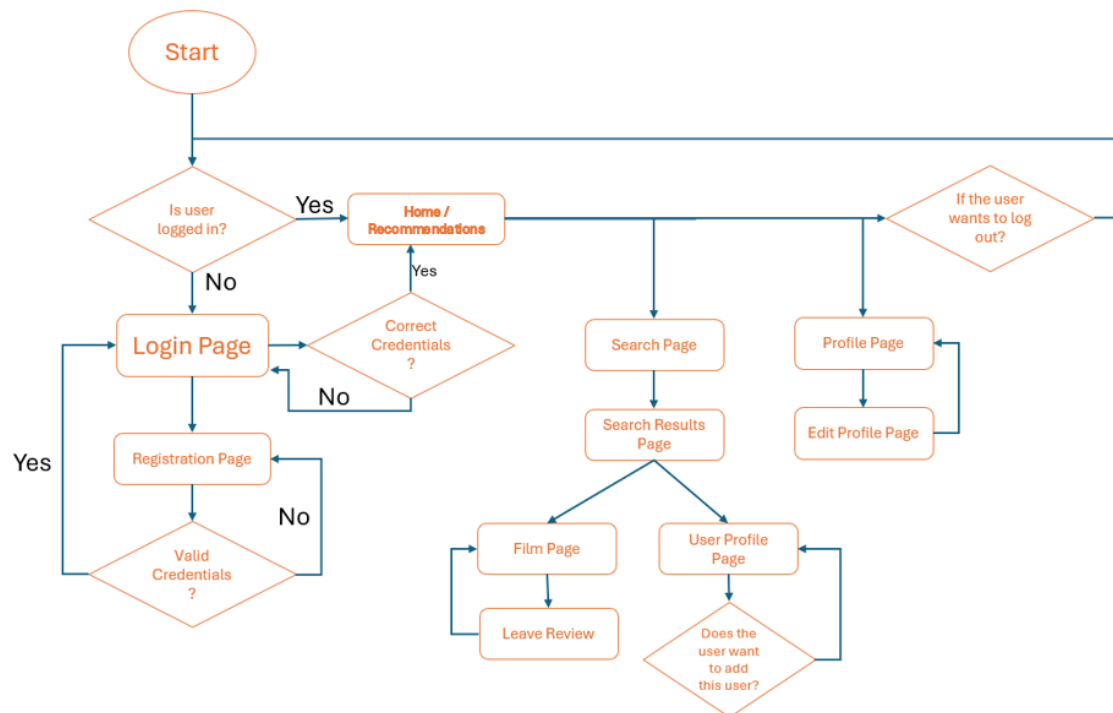 Start
Is user
logged in?
Yes
Home /
Recommendations
If the user
wants to log
out?
No
Yes
Login Page
Correct
Credentials
?
No
Search Page
Profile Page
Search Results
Page
Edit Profile Page
Registration Page
Yes
No
Valid
Credentials
?
Film Page
User Profile
Page
Leave Review
Does the
user want
to add
this user?